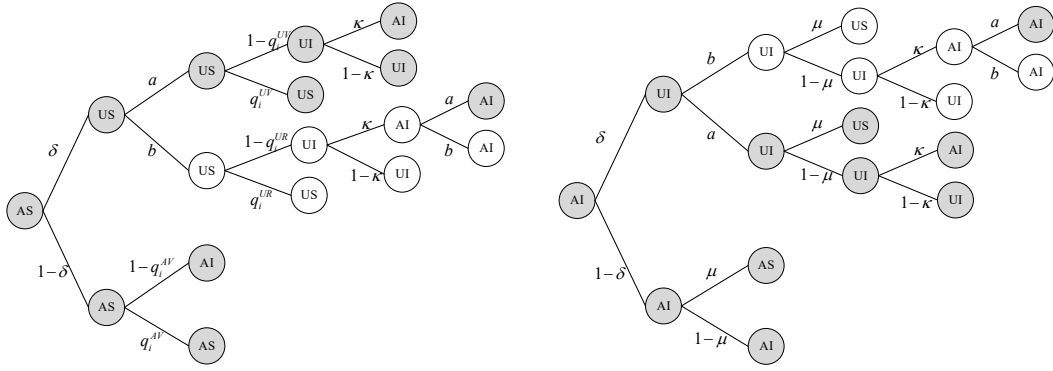 AS
δ
1-δ
US
a
b
US
1-q_i^{UV}
q_i^{UV}
UI
κ
1-κ
AI
UI
US
US
1-q_i^{UR}
q_i^{UR}
UI
κ
1-κ
AI
a
b
AI
AI
UI
US
AS
1-q_i^{AV}
q_i^{AV}
AI
AS
AI
δ
1-δ
UI
b
a
UI
μ
1-μ
US
UI
κ
1-κ
AI
a
b
AI
AI
UI
UI
μ
1-μ
US
UI
κ
1-κ
AI
UI
AI
μ
1-μ
AS
AI